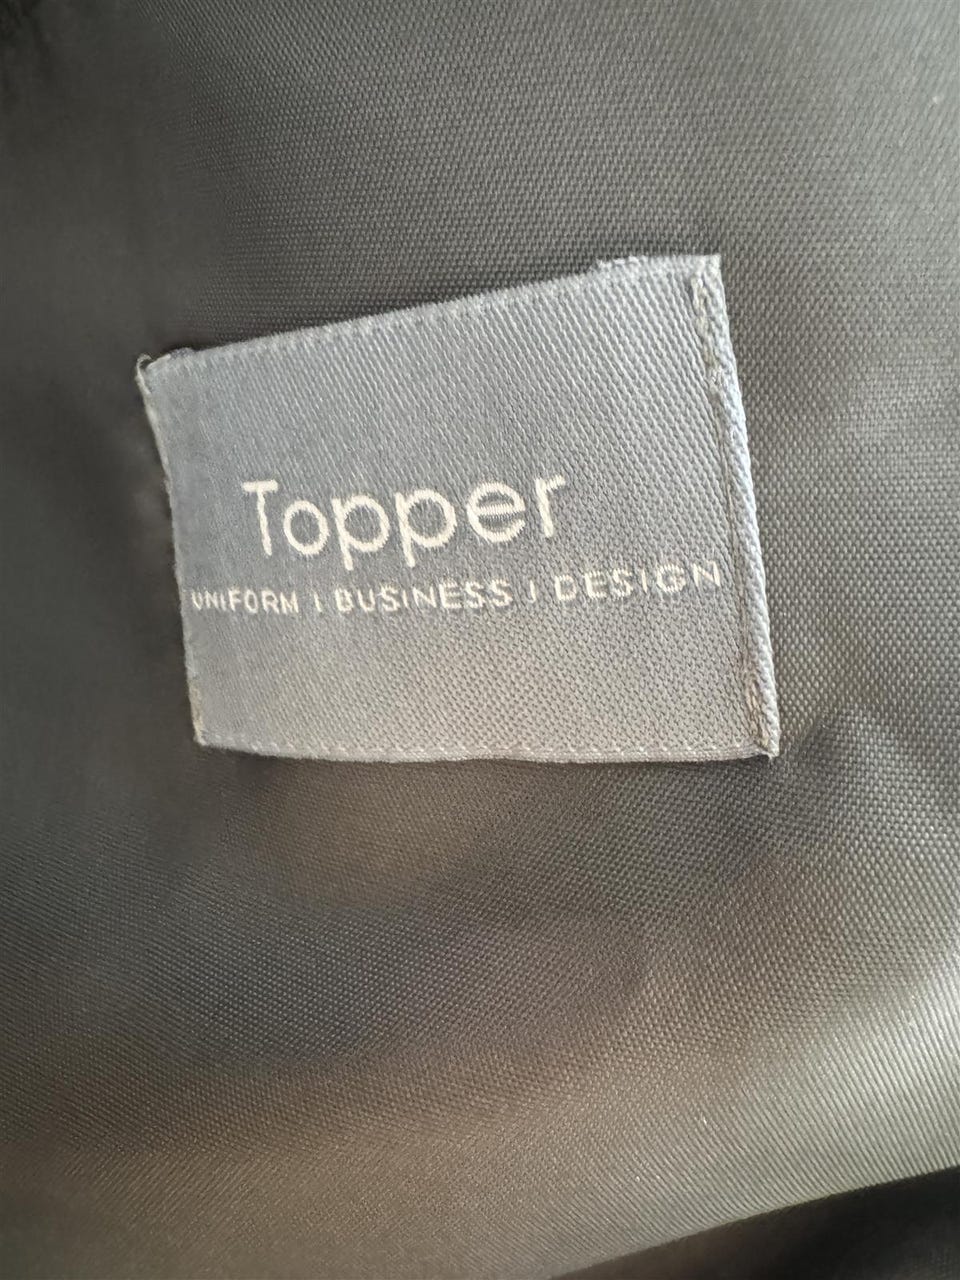 Topper
UNIFORM | BUSINESS | DESIGN